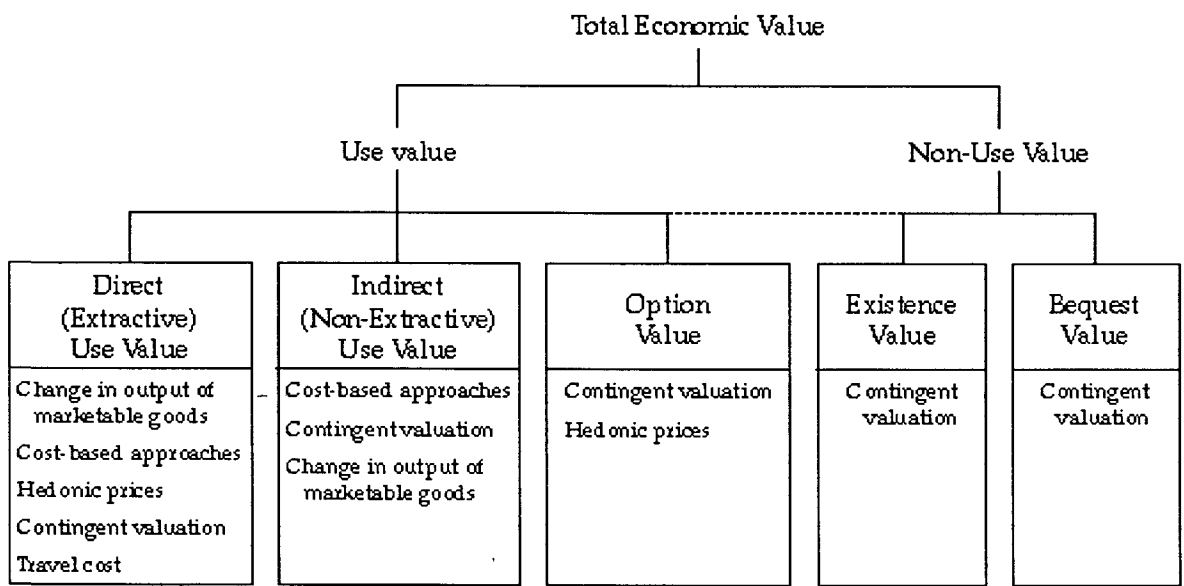 Total Economic Value
Use value
Non-Use Value
Direct
(Extractive)
Use Value
Change in output of
marketable goods
Cost-based approaches
Hedonic prices
Contingent valuation
Travel cost
Indirect
(Non-Extractive)
Use Value
Cost-based approaches
Contingent valuation
Change in output of
marketable goods
Option
Value
Contingent valuation
Hedonic prices
Existence
Value
Contingent
valuation
Bequest
Value
Contingent
valuation